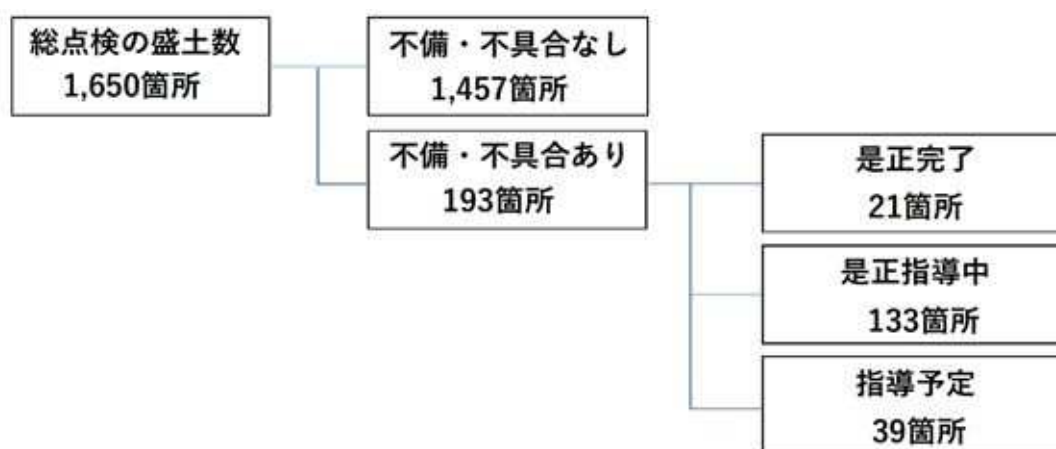 総点検の盛土数
1,650箇所
不備・不具合なし
1,457箇所
不備・不具合あり
193箇所
是正完了
21箇所
是正指導中
133箇所
指導予定
39箇所